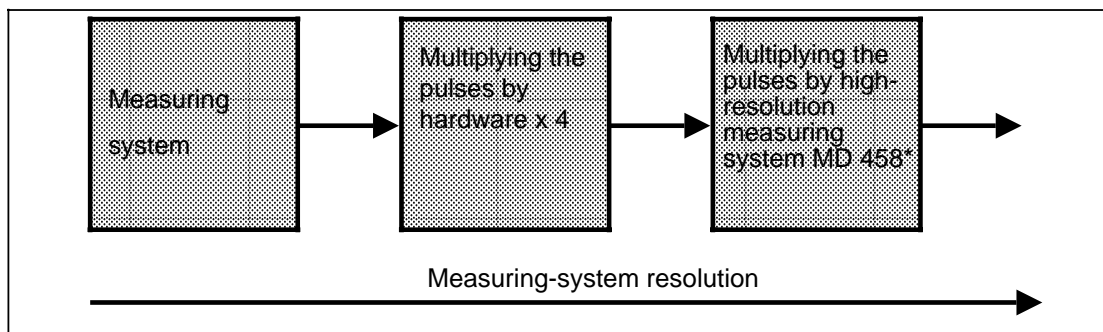 Measuring
system
Multiplying the
pulses by
hardware x 4
Multiplying the
pulses by high-
resolution
measuring
system MD 458*
Measuring-system resolution